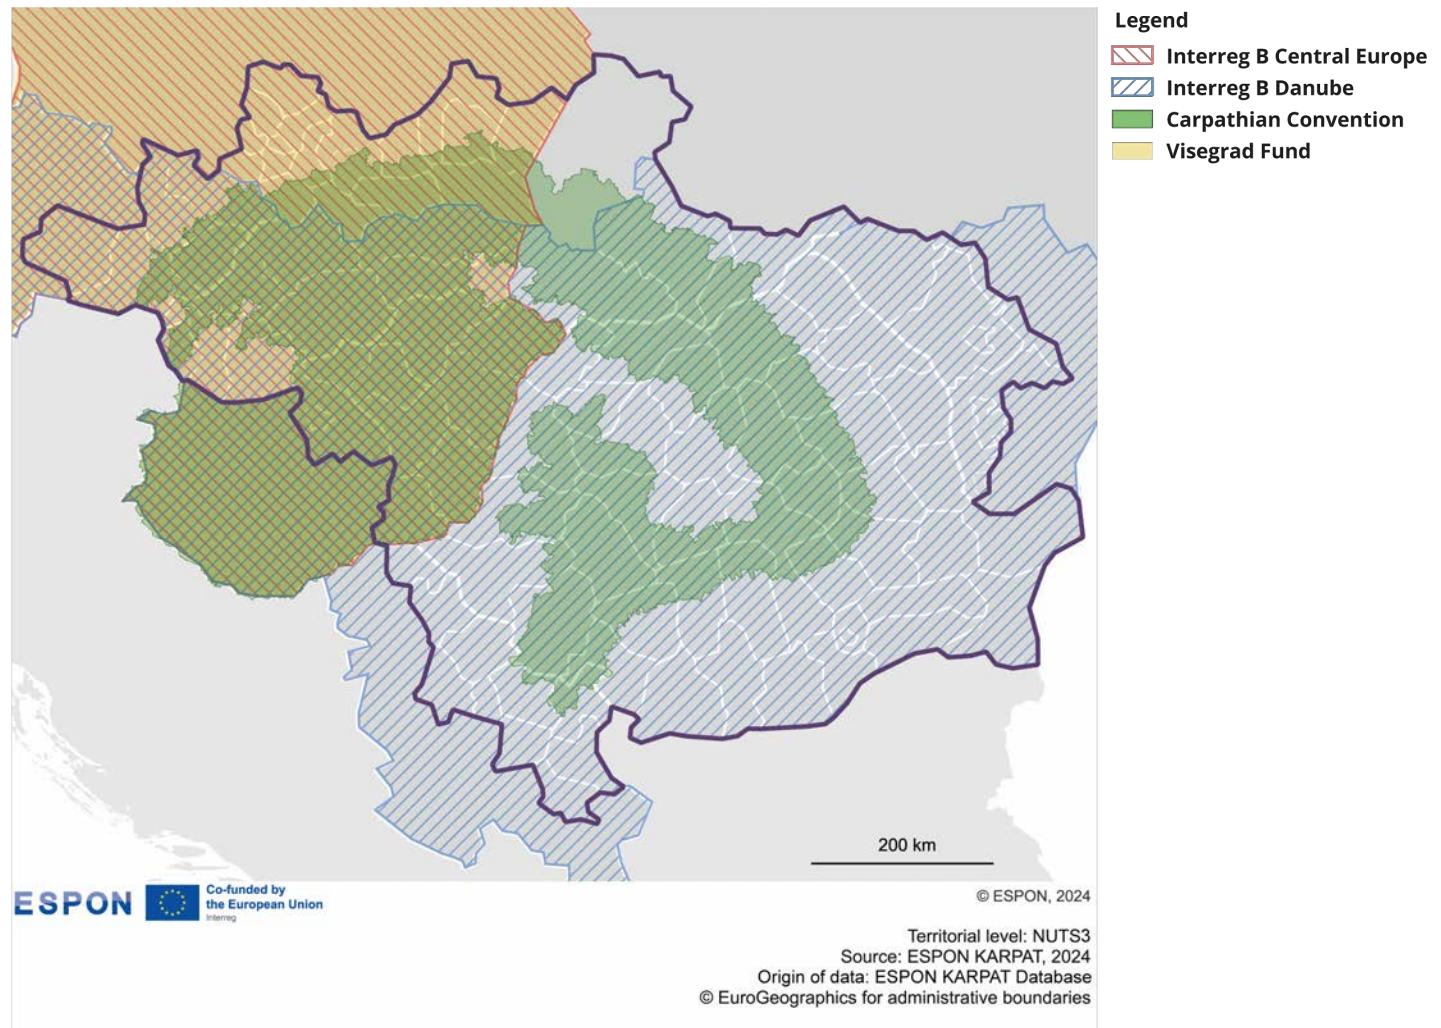 Legend
Interreg B Central Europe
Interreg B Danube
Carpathian Convention
Visegrad Fund
200 km
ESPON
Co-funded by
the European Union
Interreg
© ESPON, 2024
Territorial level: NUTS3
Source: ESPON KARPAT, 2024
Origin of data: ESPON KARPAT Database
© EuroGeographics for administrative boundaries